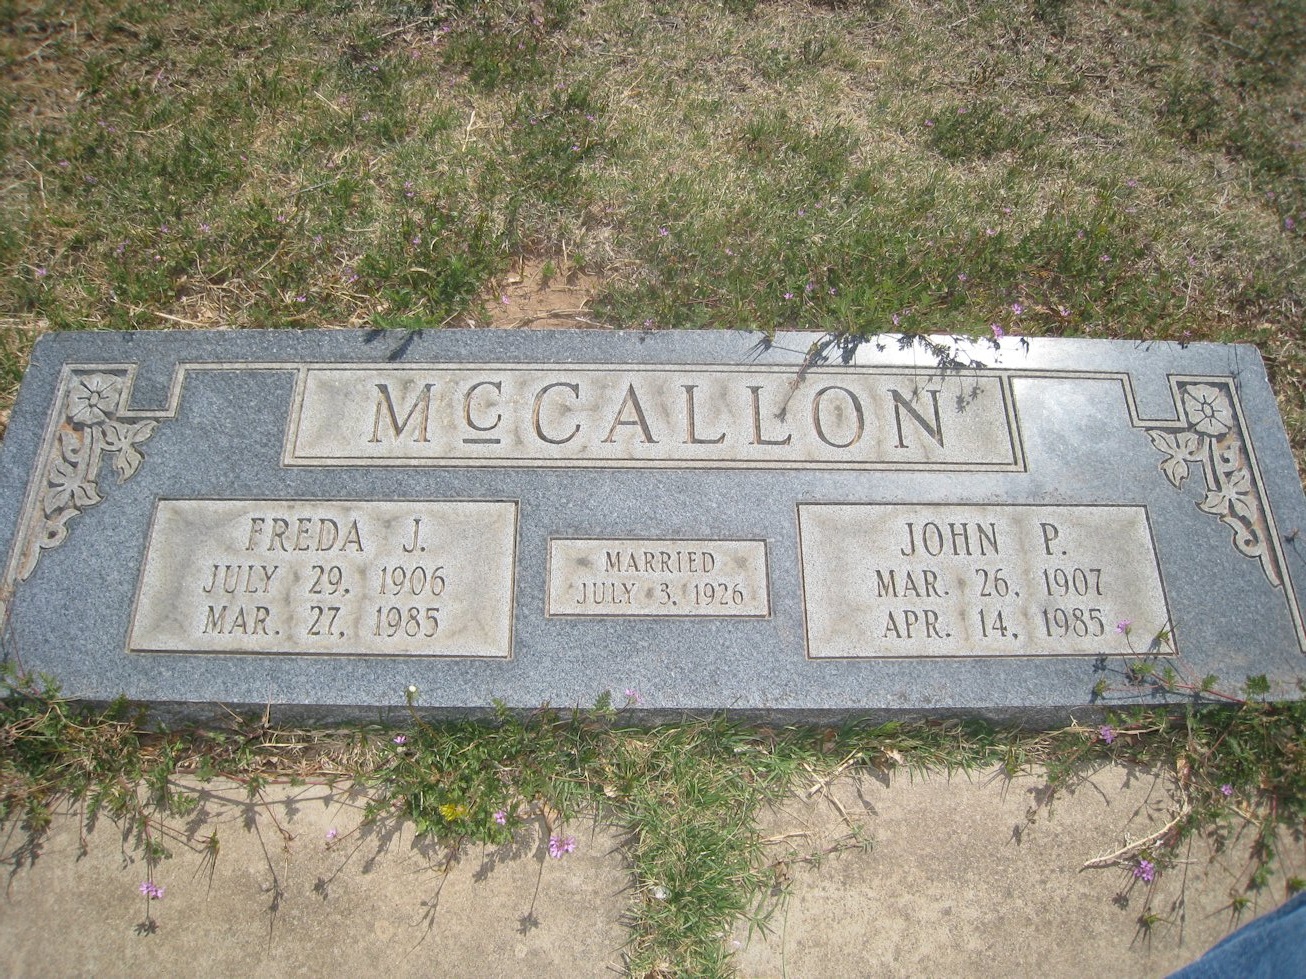 McCALLON
FREDA J.
JULY 29, 1906
MAR. 27, 1985
MARRIED
JULY 3, 1926
JOHN P.
MAR. 26, 1907
APR. 14, 1985